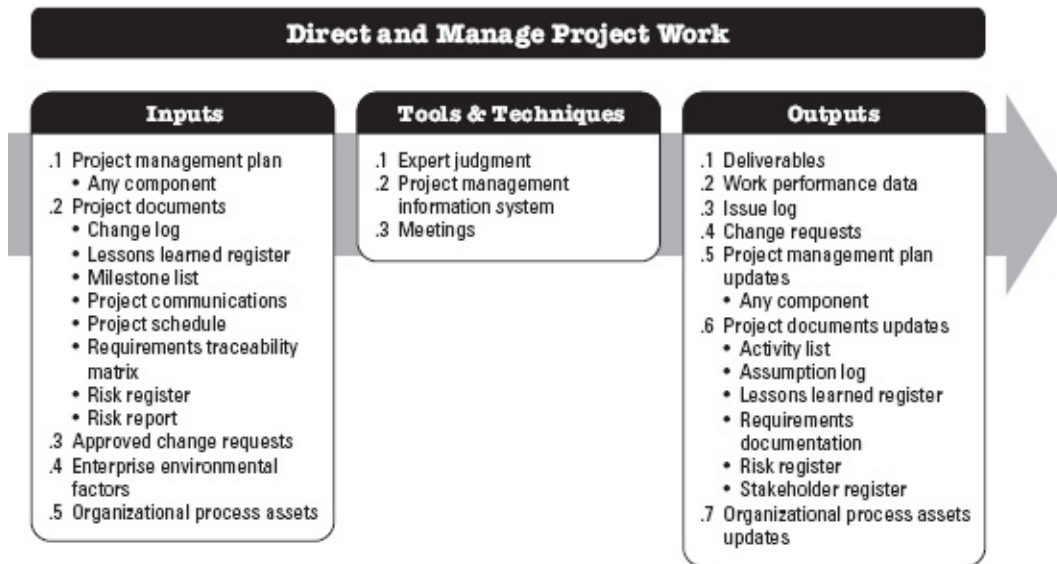 Direct and Manage Project Work
Inputs
.1 Project management plan
• Any component
.2 Project documents
• Change log
• Lessons learned register
• Milestone list
• Project communications
• Project schedule
• Requirements traceability
matrix
• Risk register
• Risk report
.3 Approved change requests
.4 Enterprise environmental
factors
.5 Organizational process assets
Tools & Techniques
.1 Expert judgment
.2 Project management
information system
.3 Meetings
Outputs
.1 Deliverables
.2 Work performance data
.3 Issue log
.4 Change requests
.5 Project management plan
updates
• Any component
.6 Project documents updates
• Activity list
• Assumption log
• Lessons learned register
• Requirements
documentation
• Risk register
• Stakeholder register
.7 Organizational process assets
updates